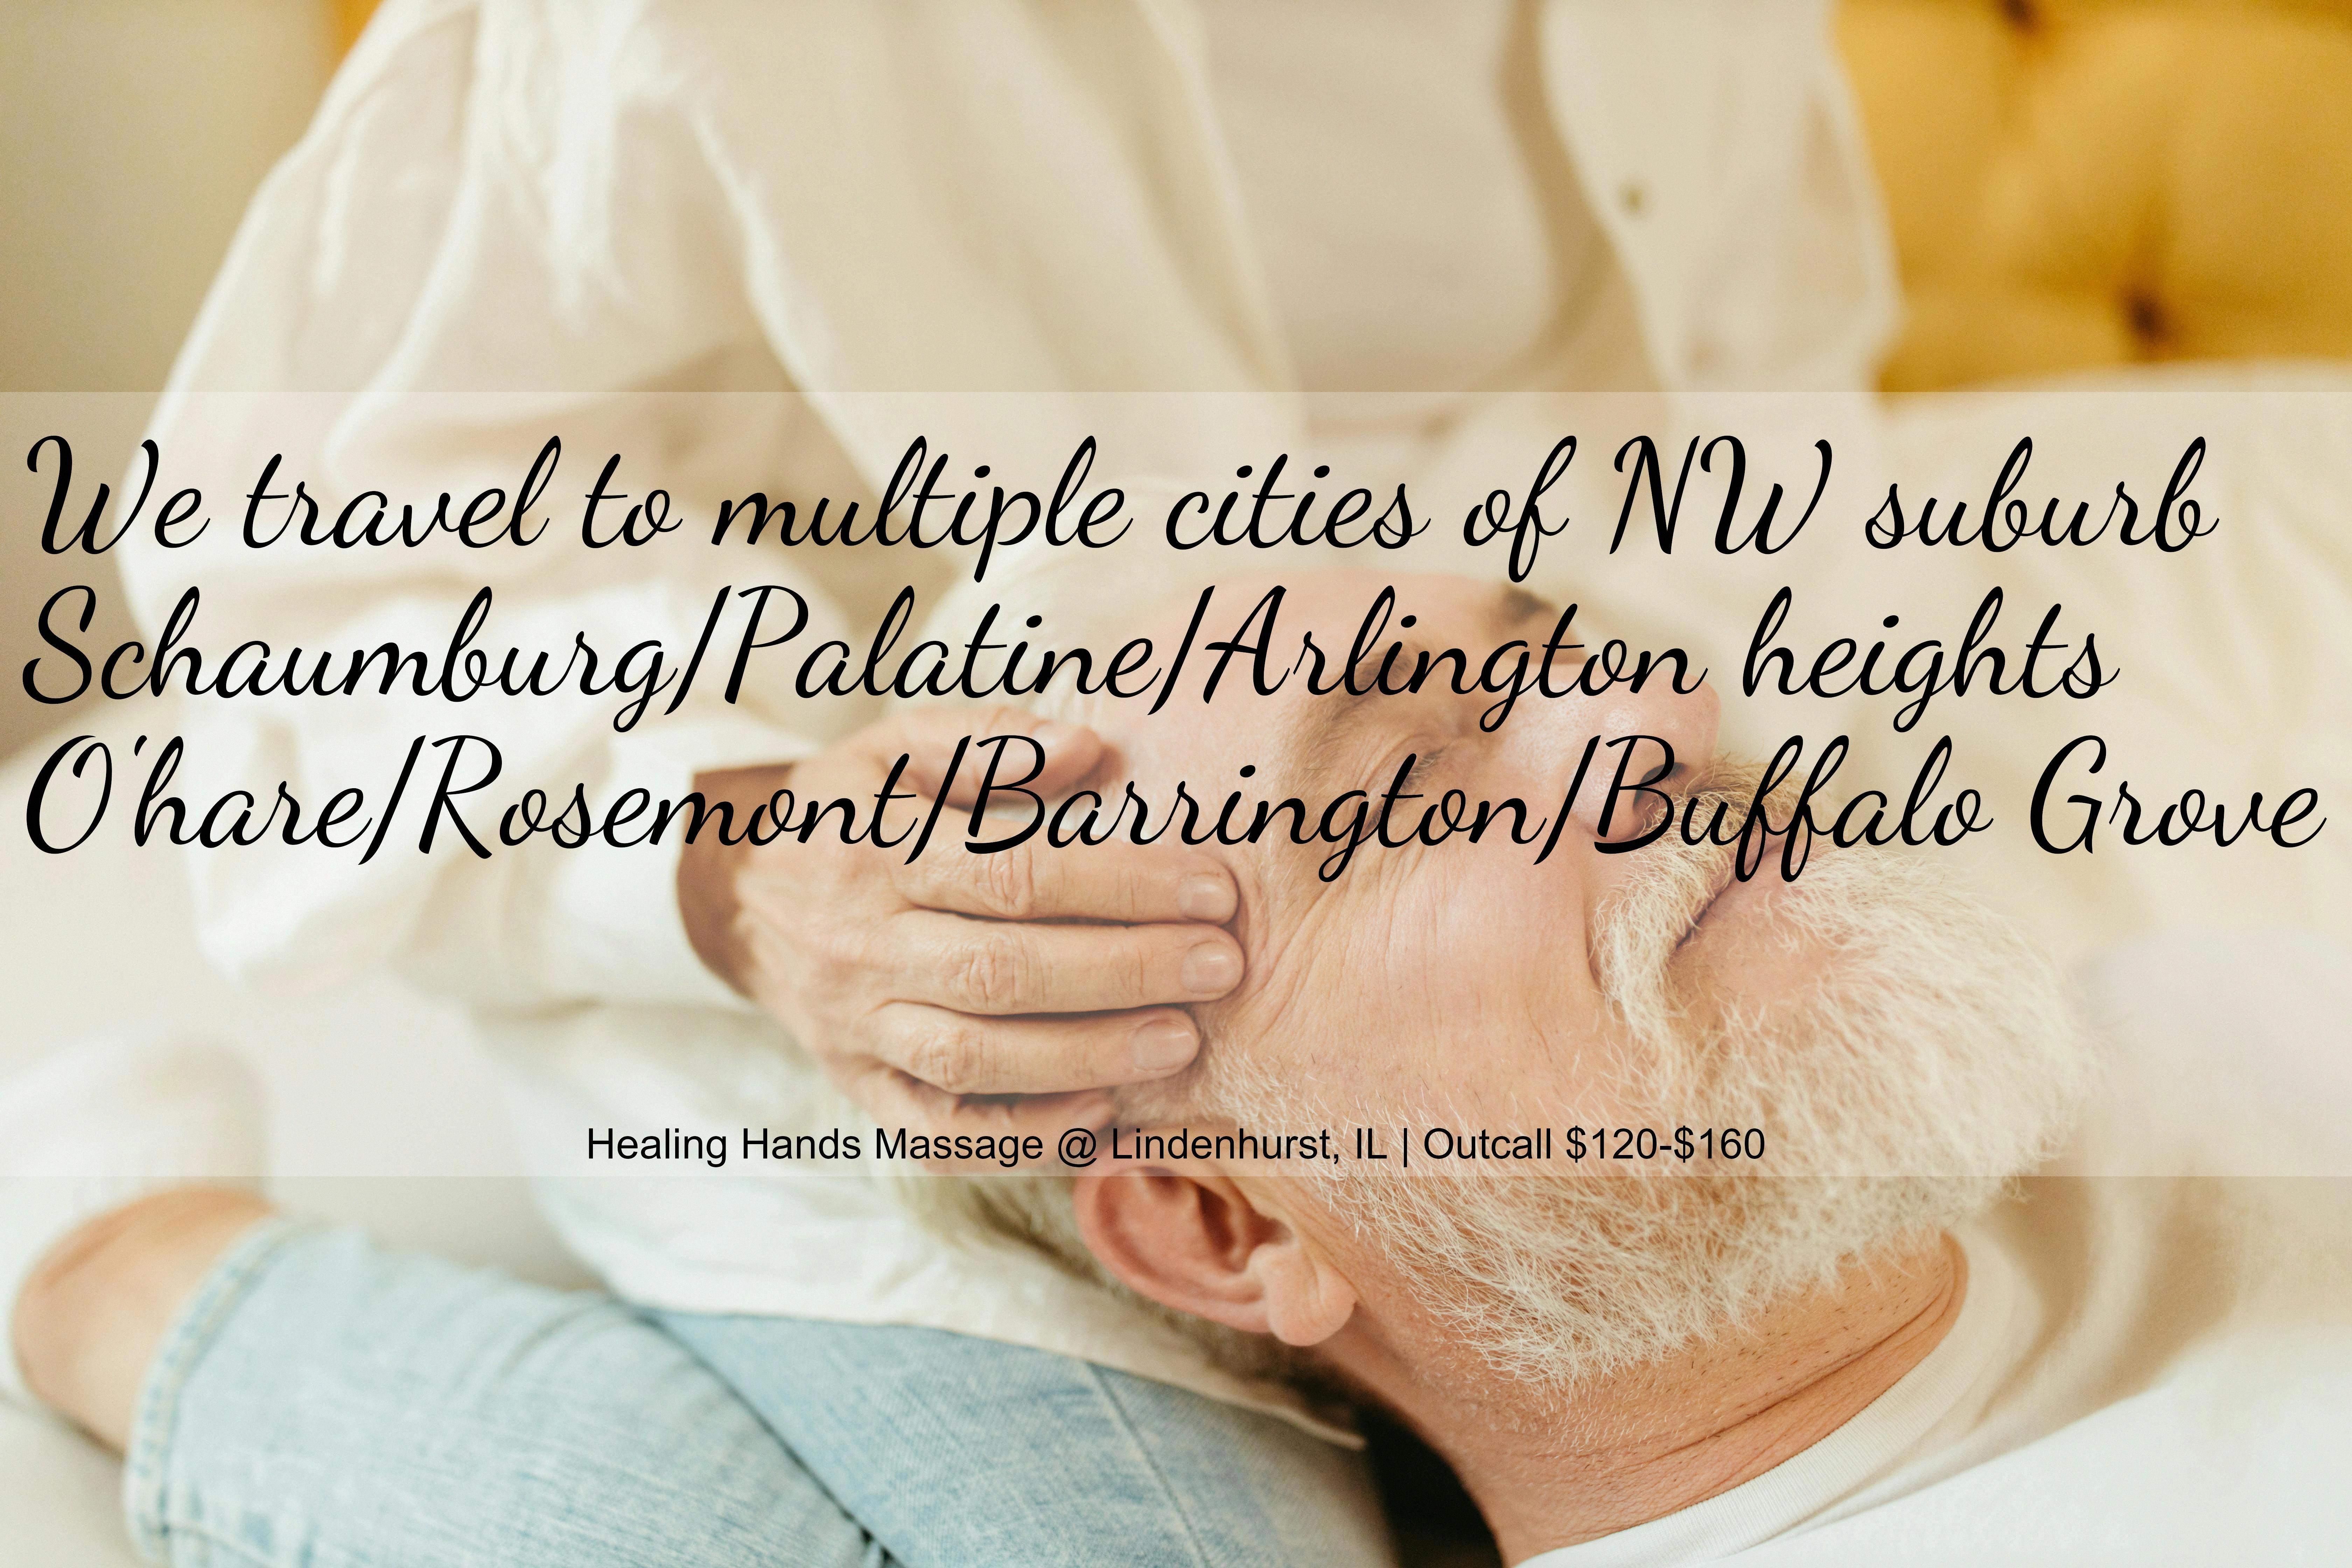 We travel to multiple cities of NW suburb
Schaumburg/Palatine/Arlington heights
O'hare/Rosemont/Barrington/Buffalo Grove
Healing Hands Massage @ Lindenhurst, IL | Outcall $120-$160